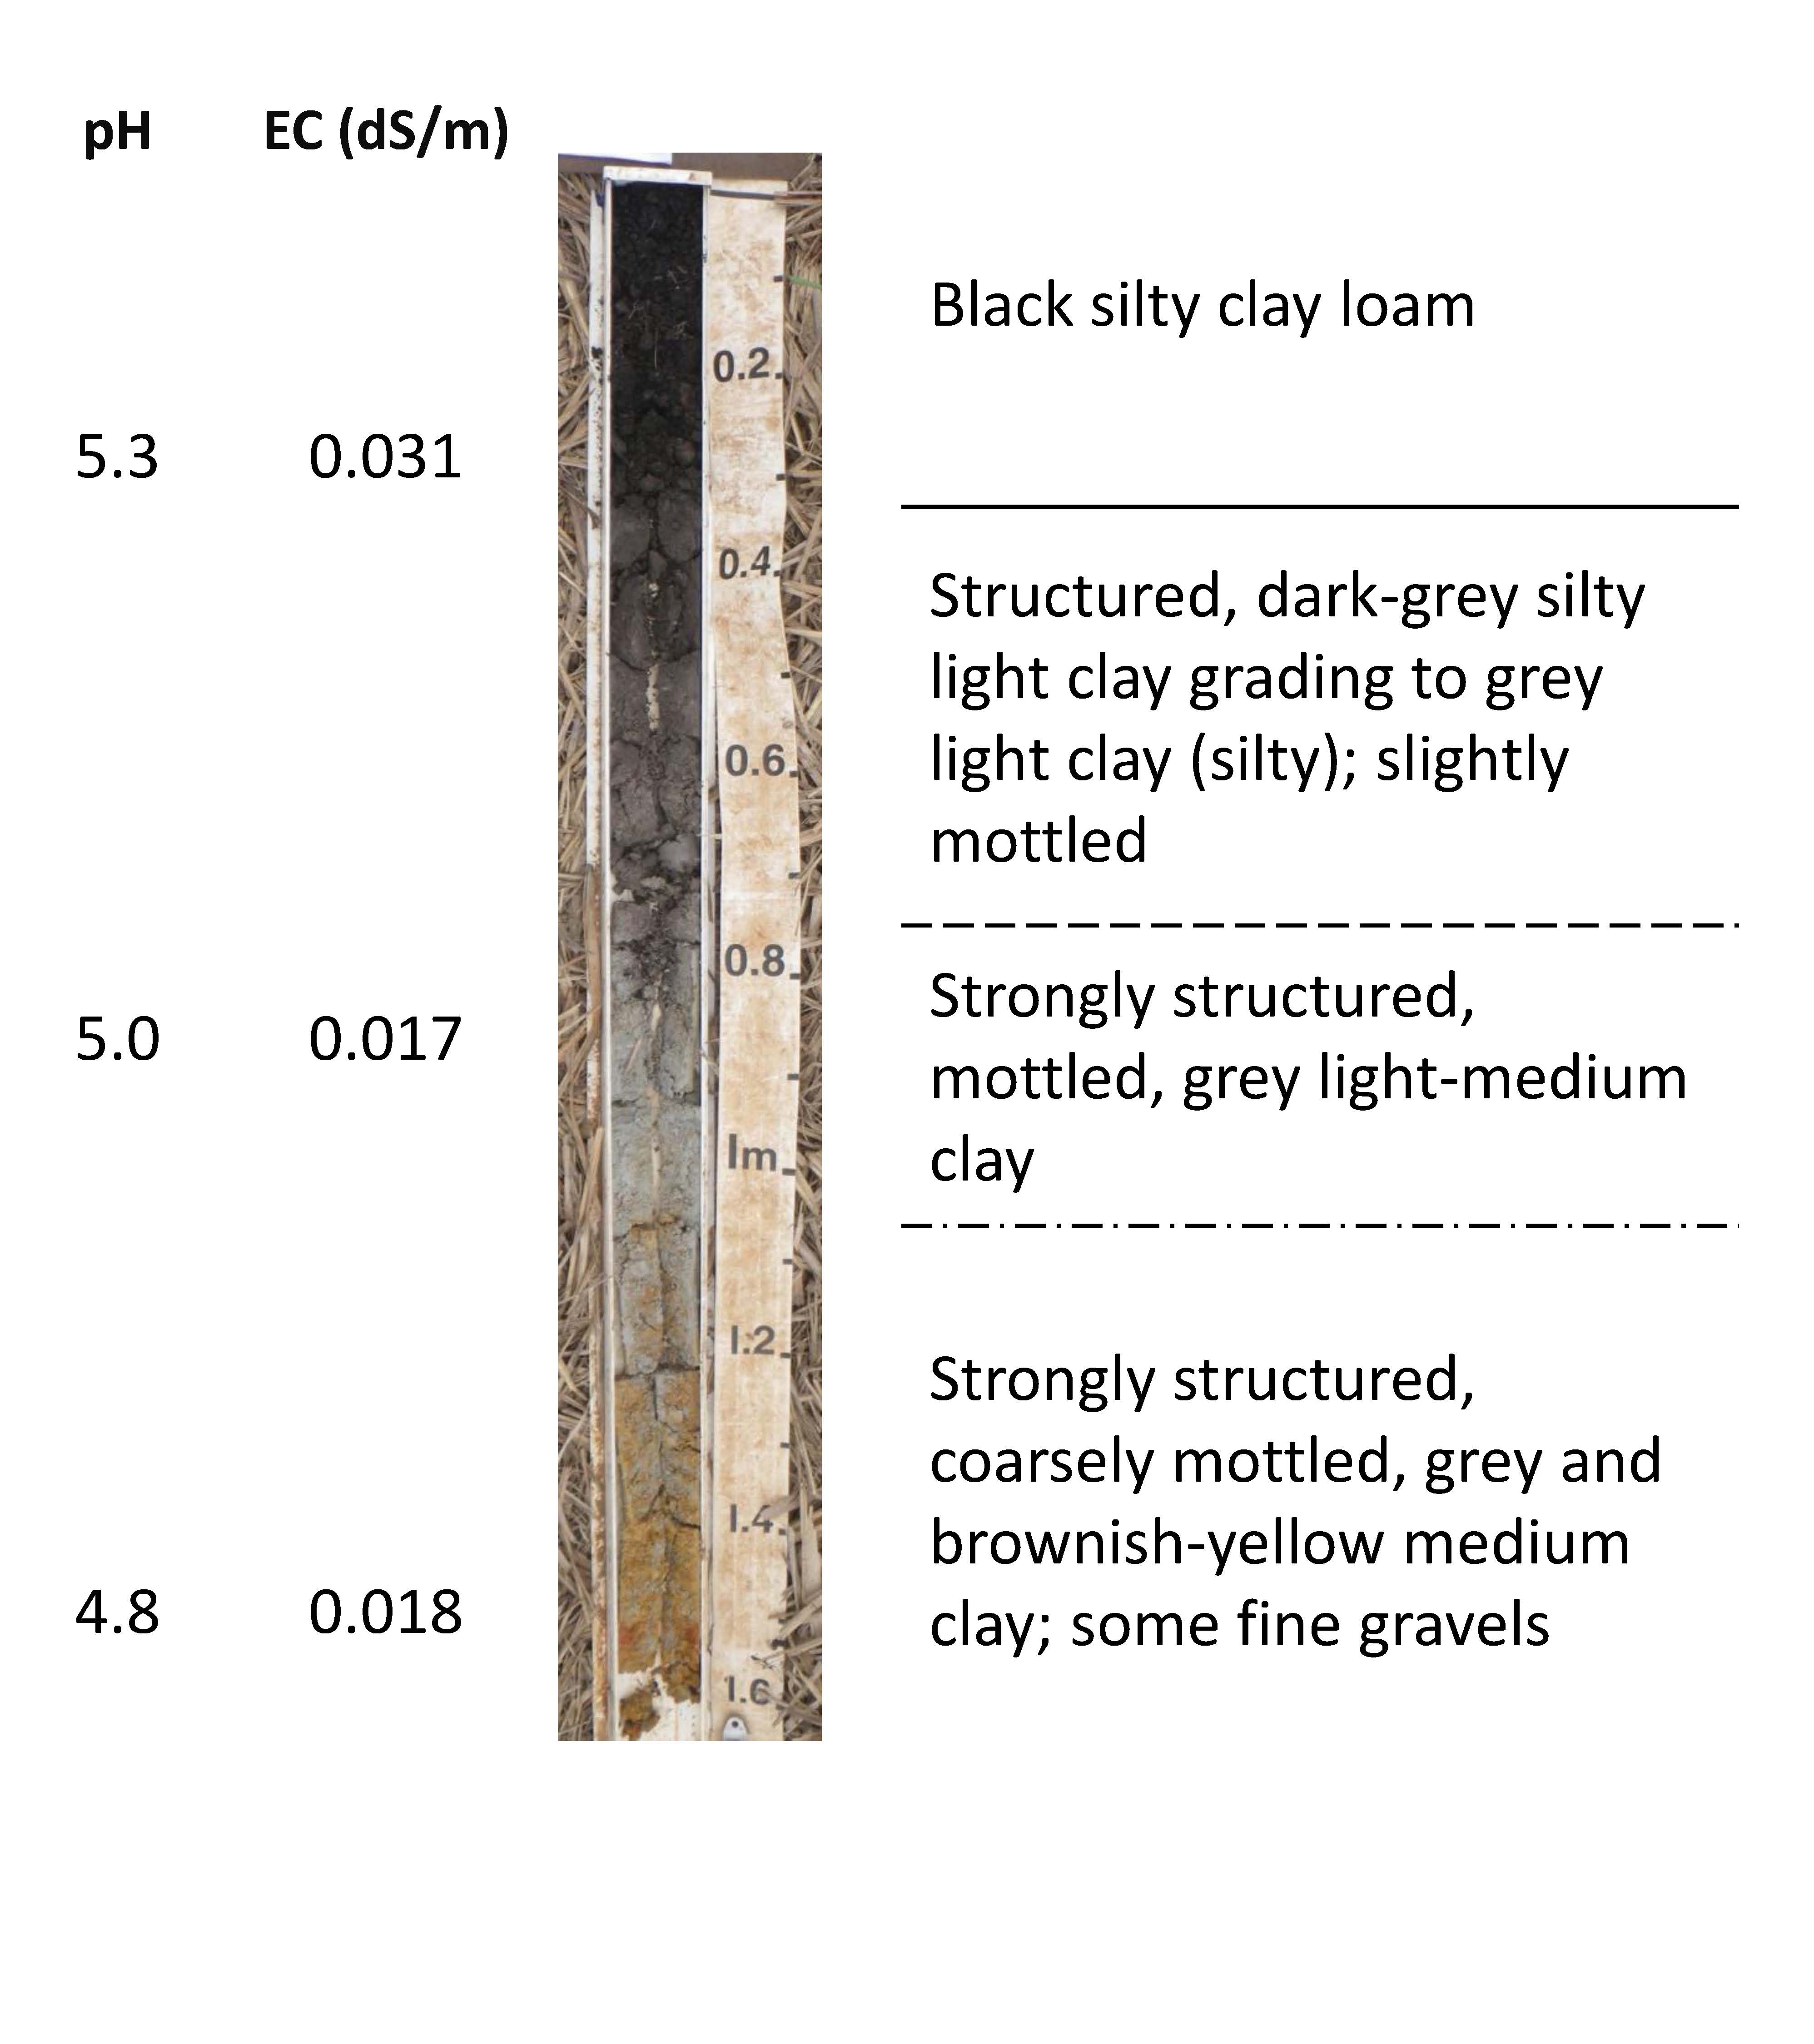 pH EC (dS/m)
Black silty clay loam
0.2
5.3 0.031
0.4
Structured, dark-grey silty
light clay grading to grey
light clay (silty); slightly
mottled
0.6
0.8
Strongly structured,
mottled, grey light-medium
clay
5.0 0.017
1m
1.2
Strongly structured,
coarsely mottled, grey and
brownish-yellow medium
clay; some fine gravels
1.4
4.8 0.018
1.6